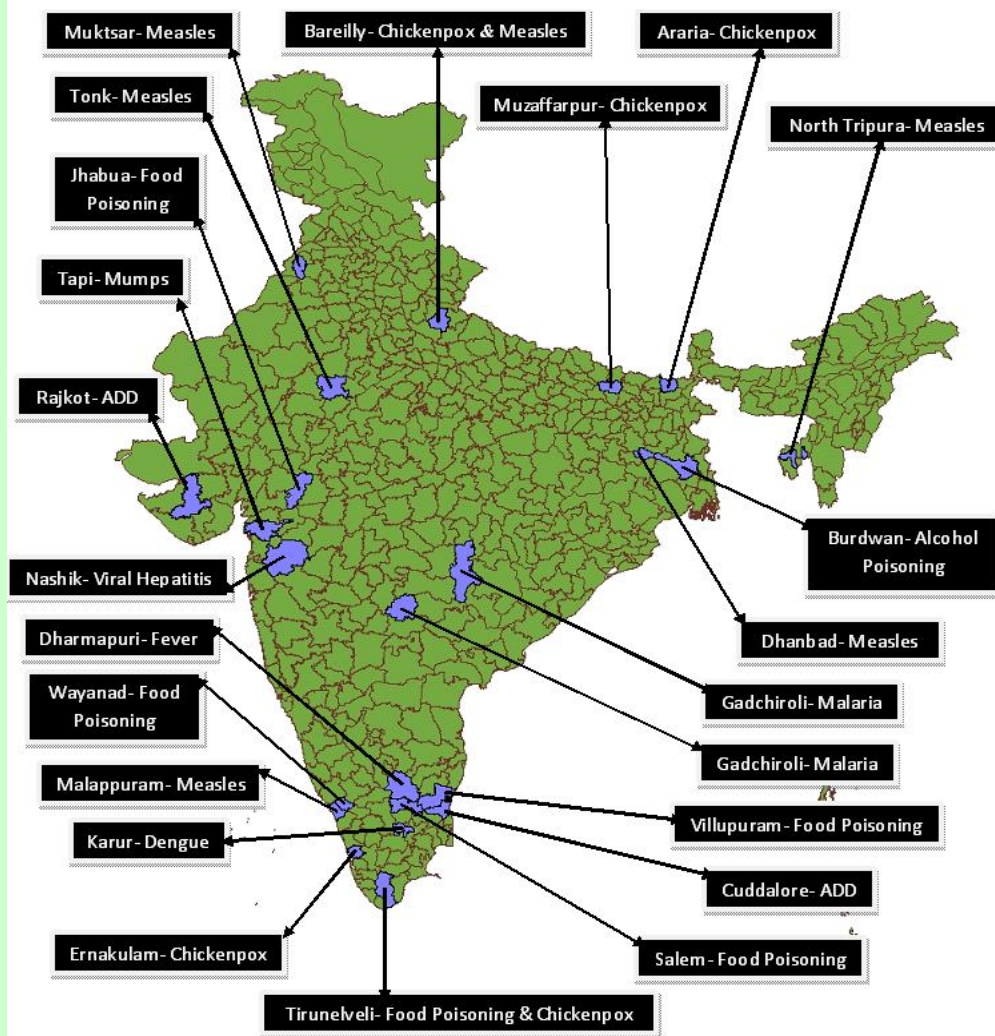 Muktsar- Measles
Bareilly- Chickenpox & Measles
Araria- Chickenpox
Tonk- Measles
Muzaffarpur- Chickenpox
North Tripura- Measles
Jhabua- Food
Poisoning
Tapi- Mumps
Rajkot- ADD
Burdwan- Alcohol
Poisoning
Nashik- Viral Hepatitis
Dharmapuri- Fever
Dhanbad- Measles
Wayanad- Food
Poisoning
Gadchiroli- Malaria
Gadchiroli- Malaria
Malappuram- Measles
Villupuram- Food Poisoning
Karur- Dengue
Cuddalore- ADD
Ernakulam- Chickenpox
Salem- Food Poisoning
Tirunelveli- Food Poisoning & Chickenpox